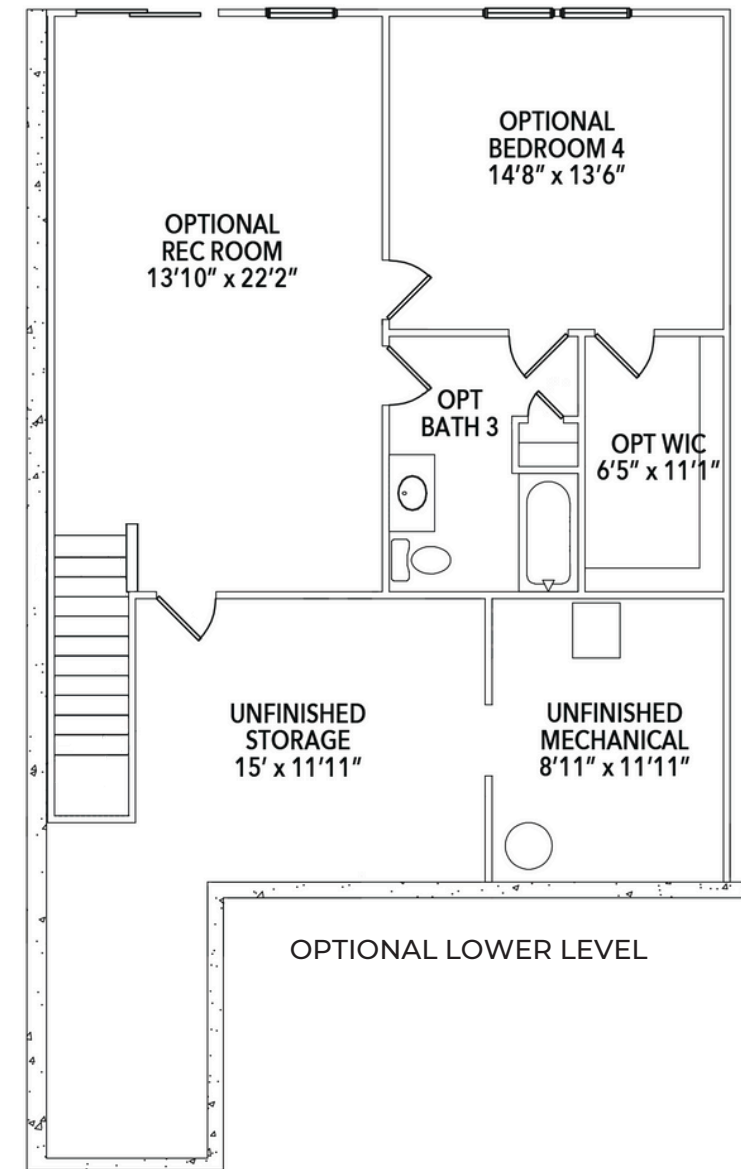 OPTIONAL
BEDROOM 4
14'8" x 13'6"
OPTIONAL
REC ROOM
13'10" x 22'2"
OPT
BATH 3
OPT WIC
6'5" x 11'1"
UNFINISHED
STORAGE
15' x 11'11"
UNFINISHED
MECHANICAL
8'11" x 11'11"
OPTIONAL LOWER LEVEL